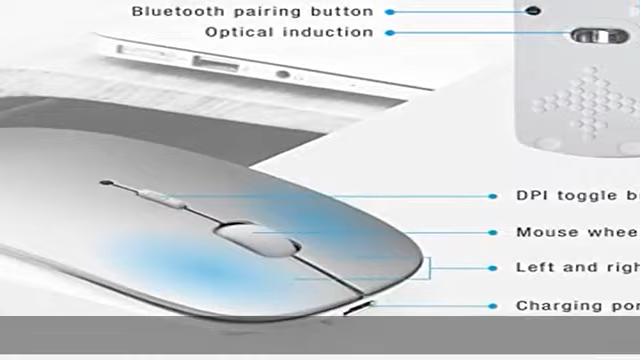 Bluetooth pairing button
Optical induction
DPI toggle b
Mouse whee
Left and righ
Charging por